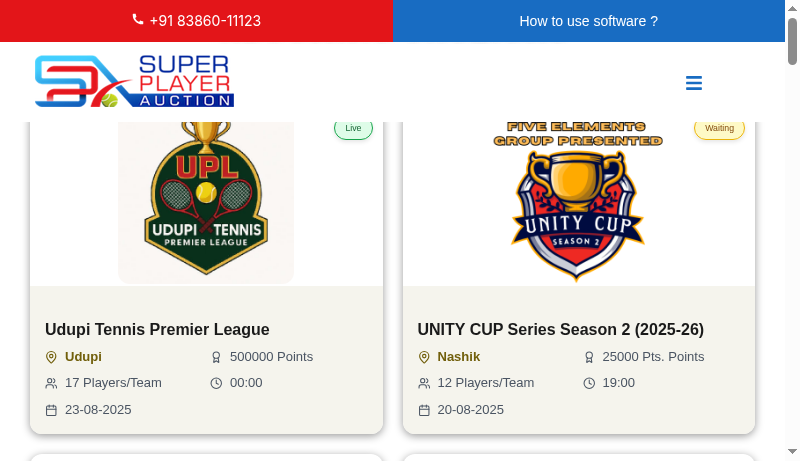 +91 83860-11123
How to use software ?
SUPER
PLAYER
AUCTION
Live
UPL
UDUPI TENNIS
PREMIER LEAGUE
Udupi Tennis Premier League
Udupi
500000 Points
17 Players/Team
00:00
23-08-2025
Waiting
FIVE ELEMENTS
GROUP PRESENTED
UNITY CUP
SEASON 2
UNITY CUP Series Season 2 (2025-26)
Nashik
25000 Pts. Points
12 Players/Team
19:00
20-08-2025